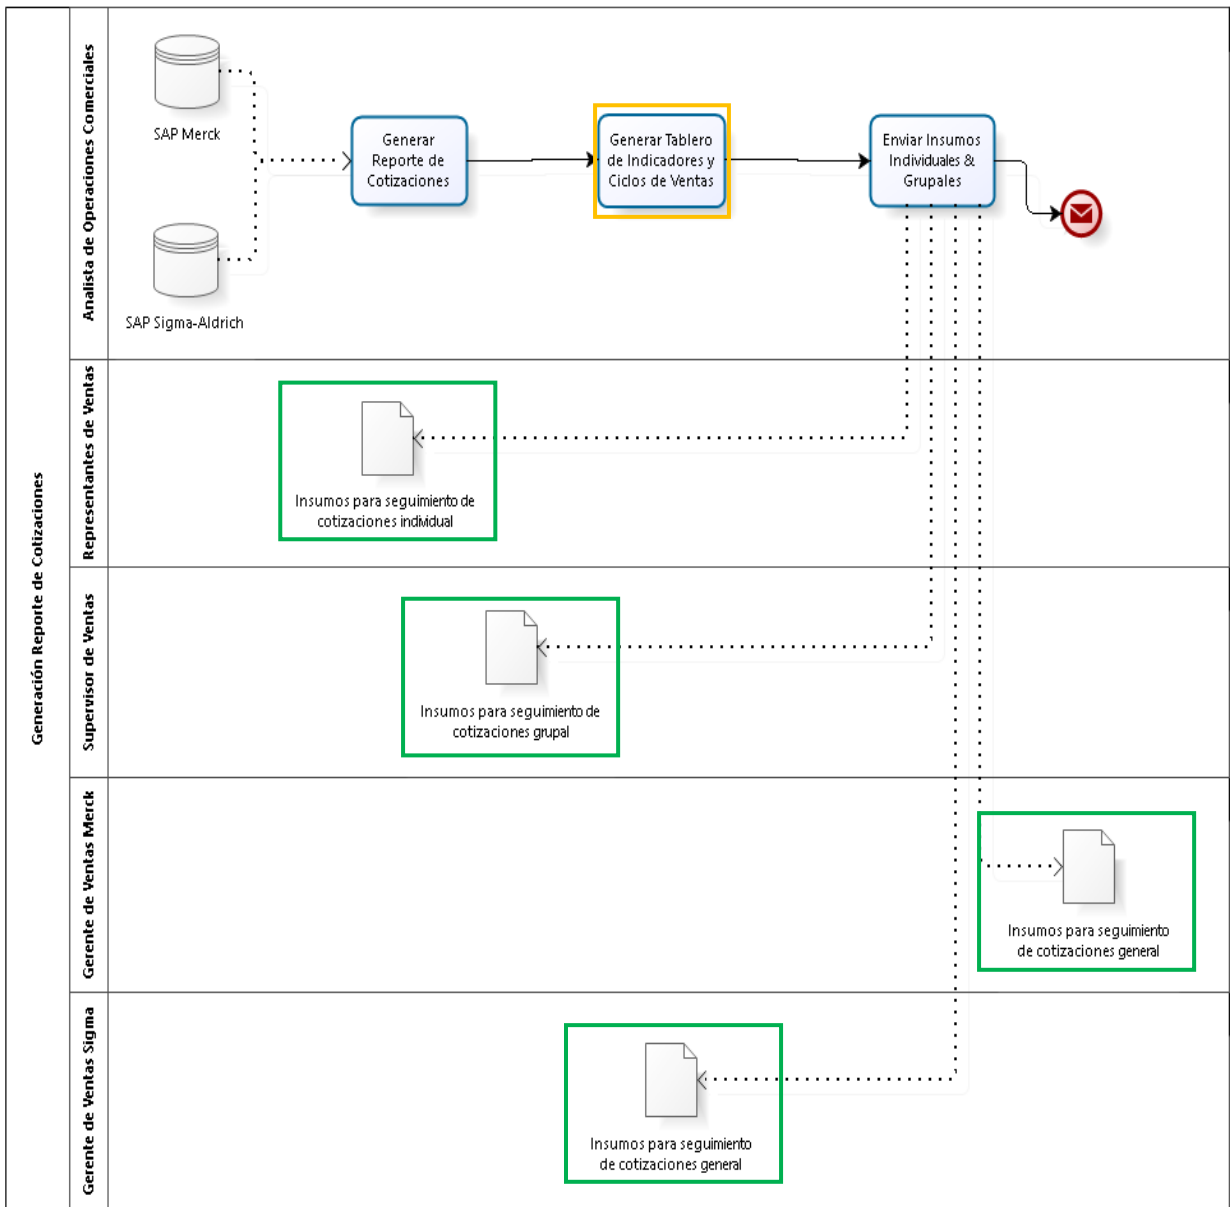 Generación Reporte de Cotizaciones
Analista de Operaciones Comerciales
SAP Merck
SAP Sigma-Aldrich
Generar
Reporte de
Cotizaciones
Generar Tablero
de Indicadores y
Ciclos de Ventas
Enviar Insumos
Individuales &
Grupales
Representantes de Ventas
Insumos para seguimiento de
cotizaciones individual
Supervisor de Ventas
Insumos para seguimiento de
cotizaciones grupal
Gerente de Ventas Merck
Insumos para seguimiento
de cotizaciones general
Gerente de Ventas Sigma
Insumos para seguimiento
de cotizaciones general